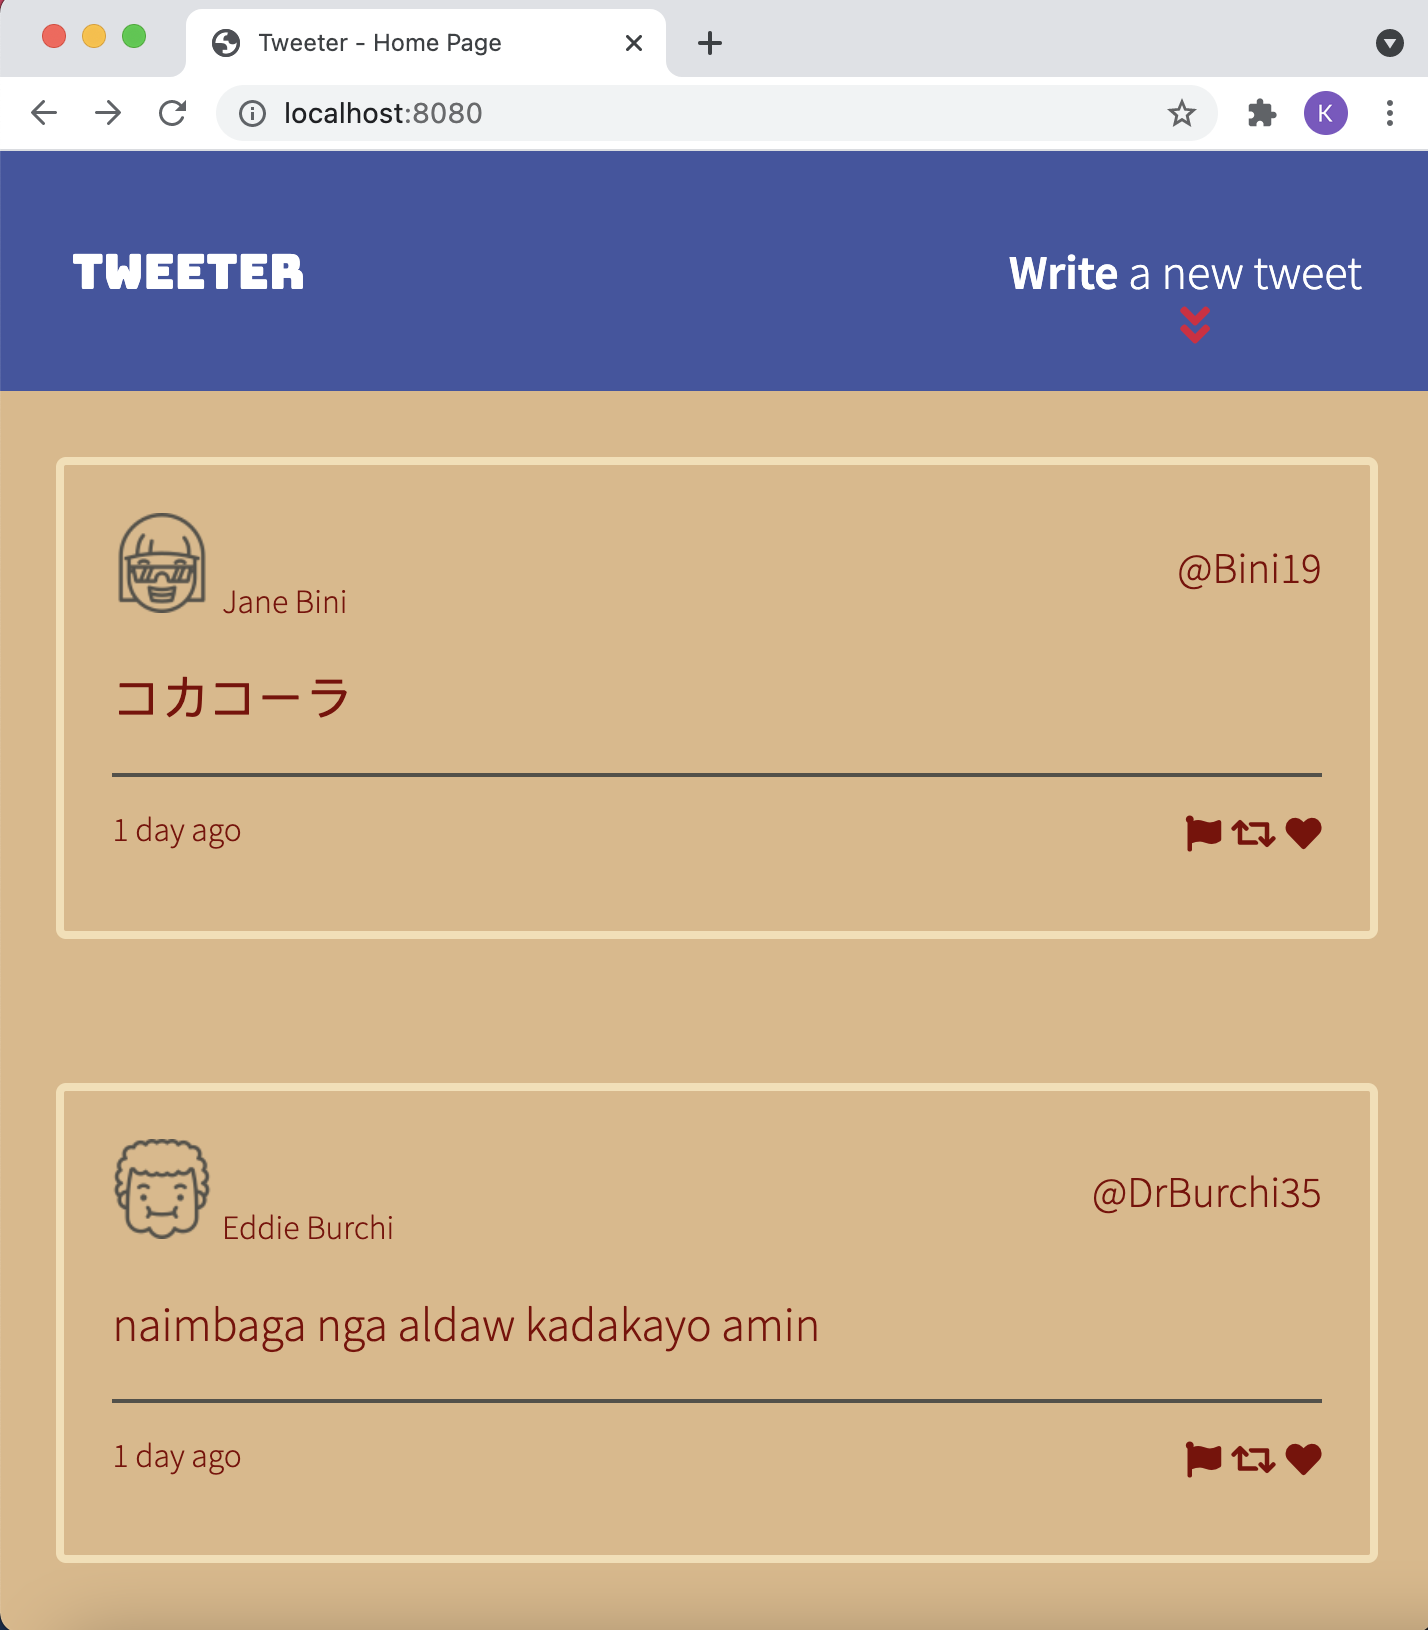 Tweeter - Home Page
localhost:8080
K
TWEETER
Write a new tweet
Jane Bini
@Bini19
コカコーラ
1 day ago
Eddie Burchi
@DrBurchi35
naimbaga nga aldaw kadakayo amin
1 day ago